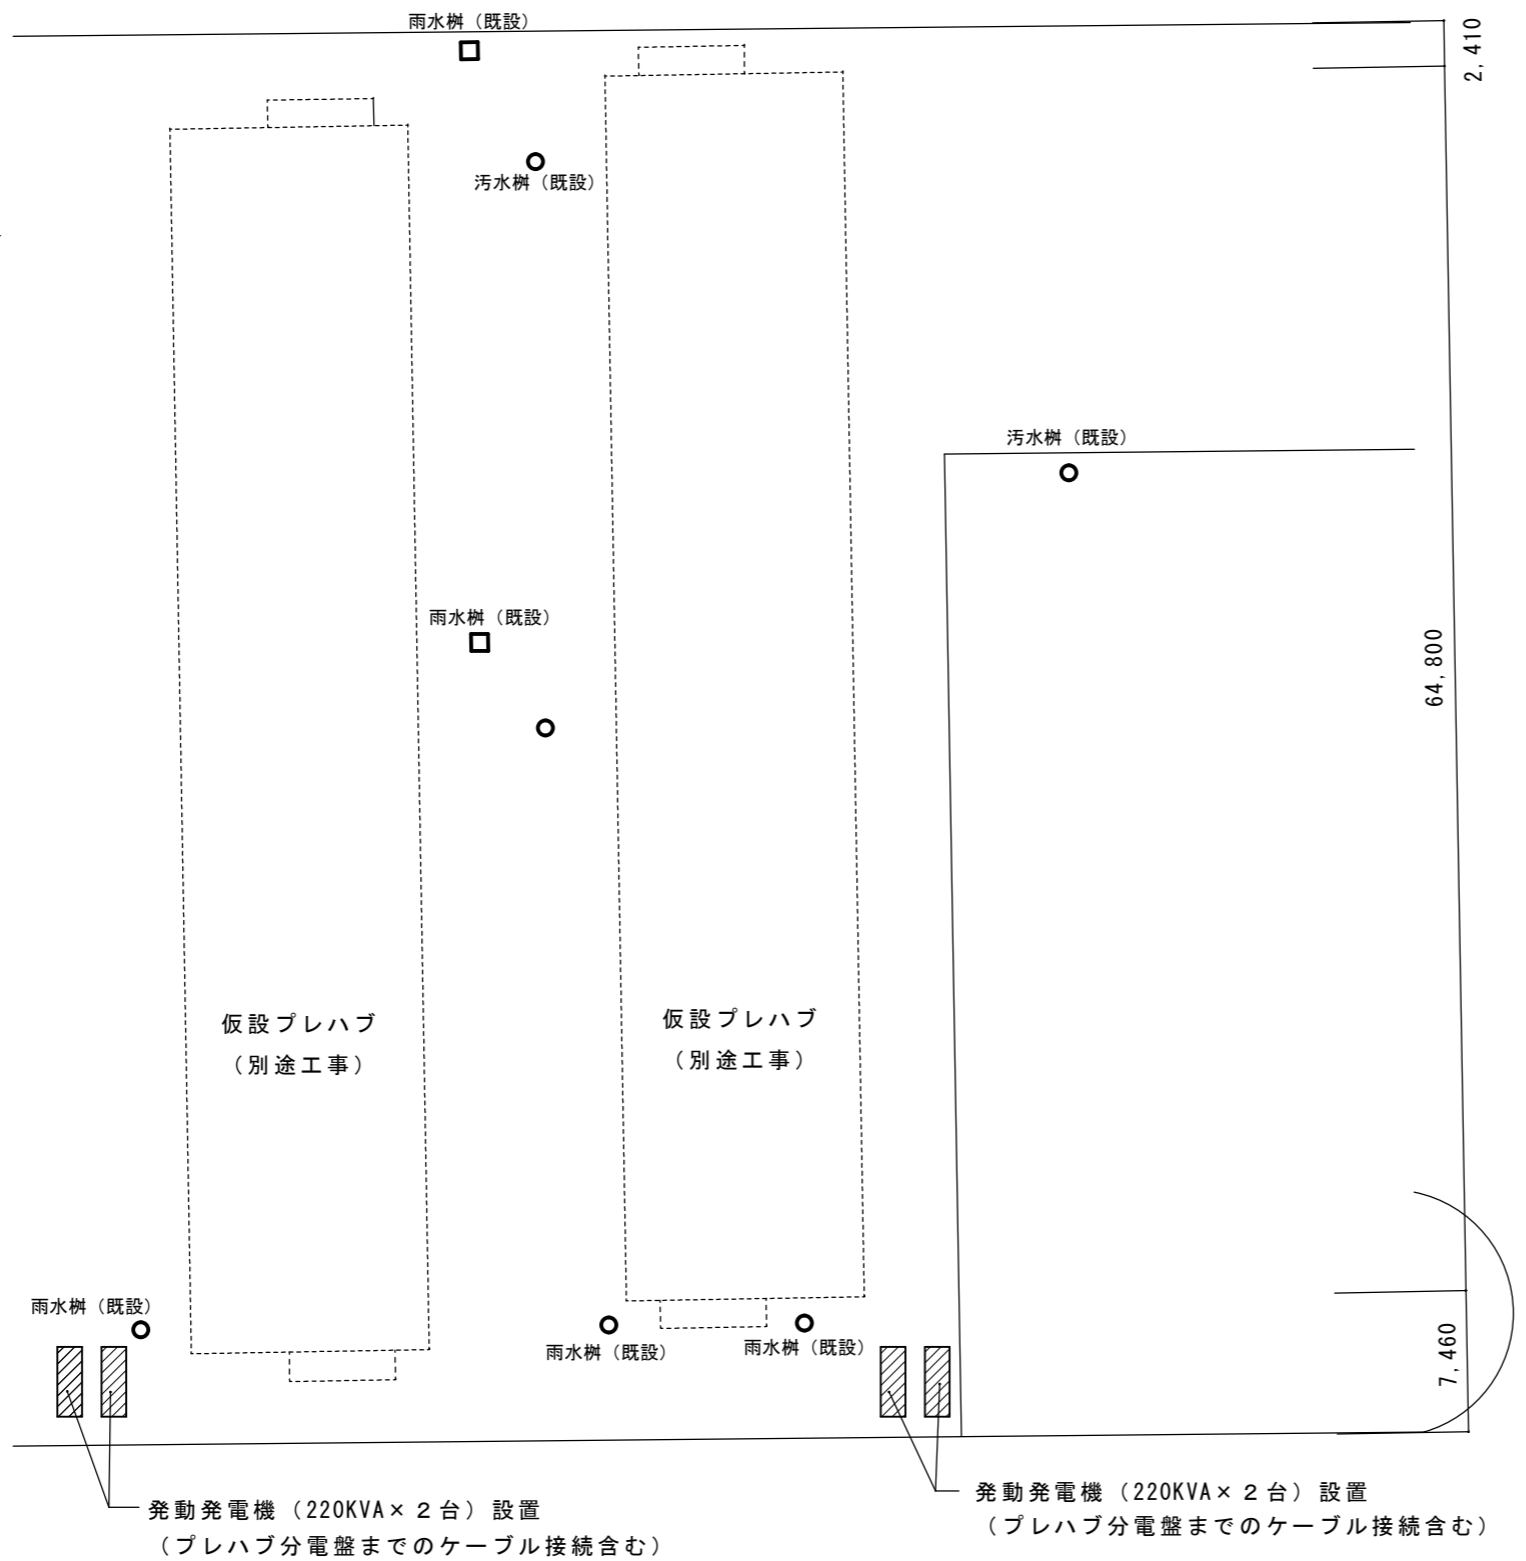 雨水桝（既設）
2,410
汚水桝（既設）
汚水桝（既設）
雨水桝（既設）
64,800
仮設プレハブ
（別途工事）
仮設プレハブ
（別途工事）
雨水桝（既設）
雨水桝（既設）
雨水桝（既設）
7,460
発動発電機（220KVA×２台）設置
（プレハブ分電盤までのケーブル接続含む）
発動発電機（220KVA×２台）設置
（プレハブ分電盤までのケーブル接続含む）